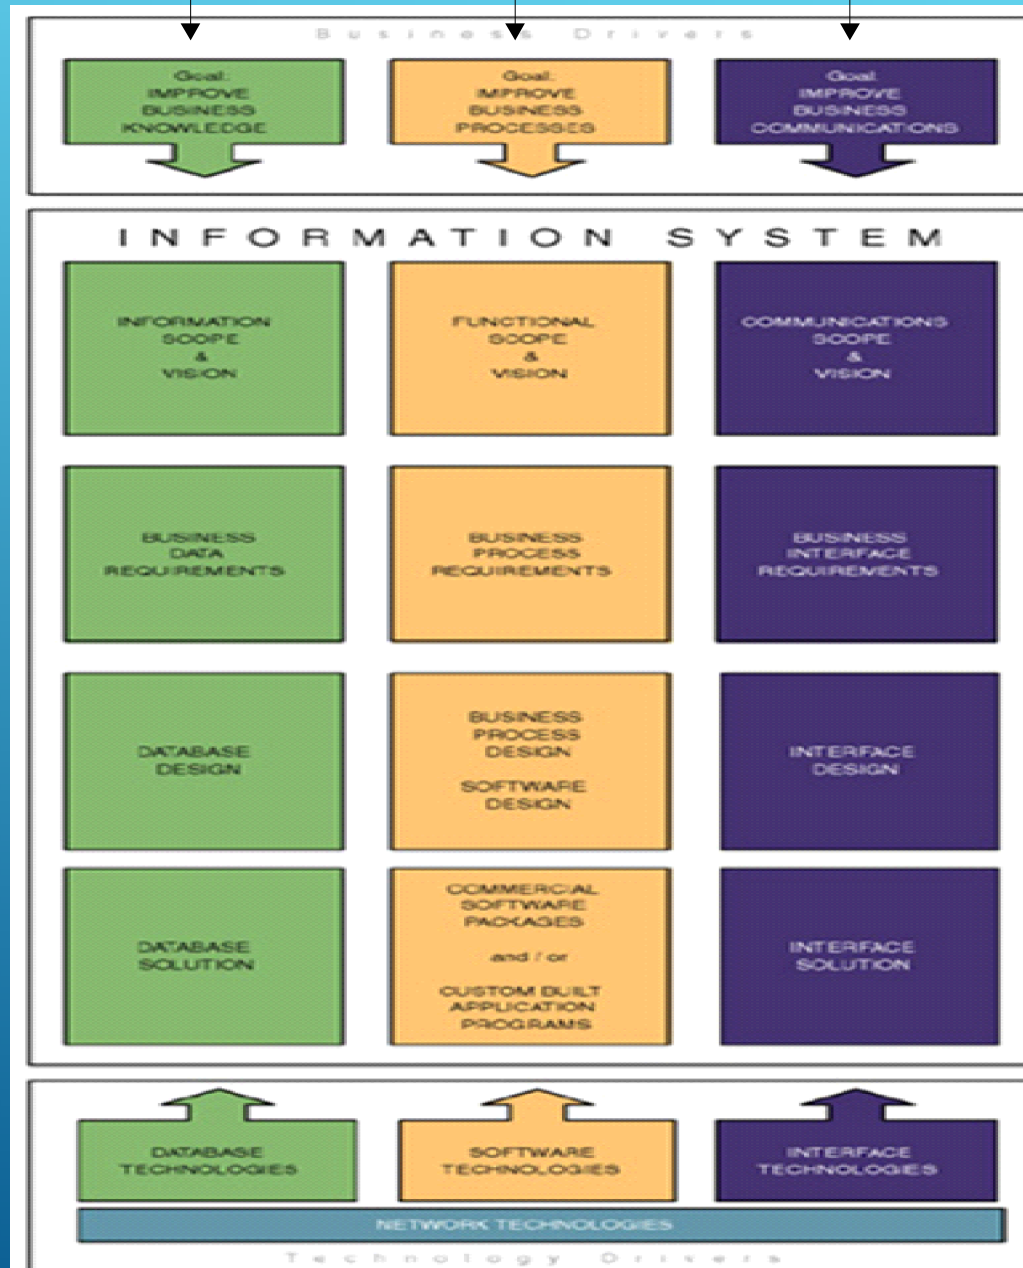 Business Drivers
Goal:
IMPROVE
BUSINESS
KNOWLEDGE
Goal:
IMPROVE
BUSINESS
PROCESSES
Goal:
IMPROVE
BUSINESS
COMMUNICATIONS
INFORMATION SYSTEM
INFORMATION
SCOPE
&
VISION
FUNCTIONAL
SCOPE
&
VISION
COMMUNICATIONS
SCOPE
&
VISION
BUSINESS
DATA
REQUIREMENTS
BUSINESS
PROCESS
REQUIREMENTS
BUSINESS
INTERFACE
REQUIREMENTS
DATABASE
DESIGN
BUSINESS
PROCESS
DESIGN
SOFTWARE
DESIGN
INTERFACE
DESIGN
DATABASE
SOLUTION
COMMERCIAL
SOFTWARE
PACKAGES
and / or
CUSTOM BUILT
APPLICATION
PROGRAMS
INTERFACE
SOLUTION
DATABASE
TECHNOLOGIES
SOFTWARE
TECHNOLOGIES
INTERFACE
TECHNOLOGIES
NETWORK TECHNOLOGIES
Technology Drivers